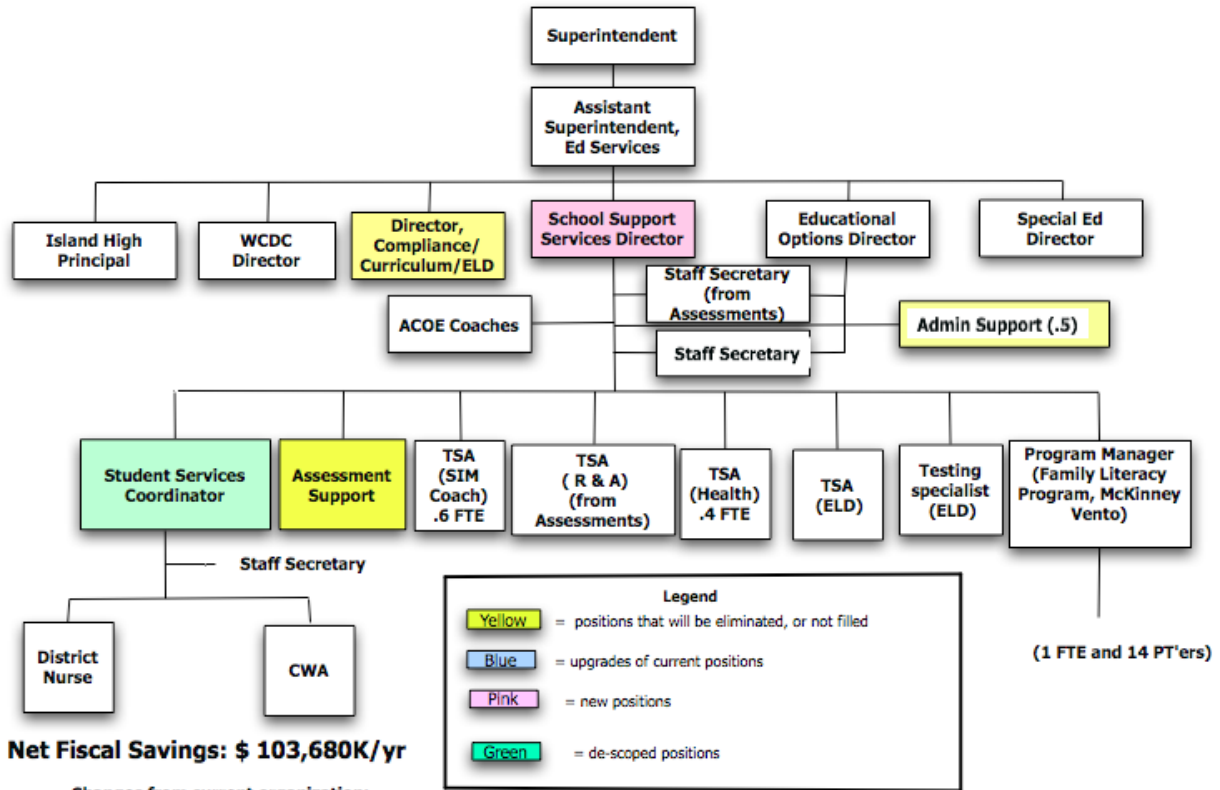 Superintendent
Assistant
Superintendent,
Ed Services
Island High
Principal
WCDC
Director
Director,
Compliance/
Curriculum/ELD
School Support
Services Director
Educational
Options Director
Special Ed
Director
Staff Secretary
(from
Assessments)
ACOE Coaches
Admin Support (.5)
Staff Secretary
Student Services
Coordinator
Assessment
Support
TSA
(SIM
Coach)
.6 FTE
TSA
( R & A)
(from
Assessments)
TSA
(Health)
.4 FTE
TSA
(ELD)
Testing
specialist
(ELD)
Program Manager
(Family Literacy
Program, McKinney
Vento)
Staff Secretary
District
Nurse
CWA
(1 FTE and 14 PT'ers)
Legend
Yellow = positions that will be eliminated, or not filled
Blue = upgrades of current positions
Pink = new positions
Green = de-scoped positions
Net Fiscal Savings: $ 103,680K/yr
Changes from current organization: